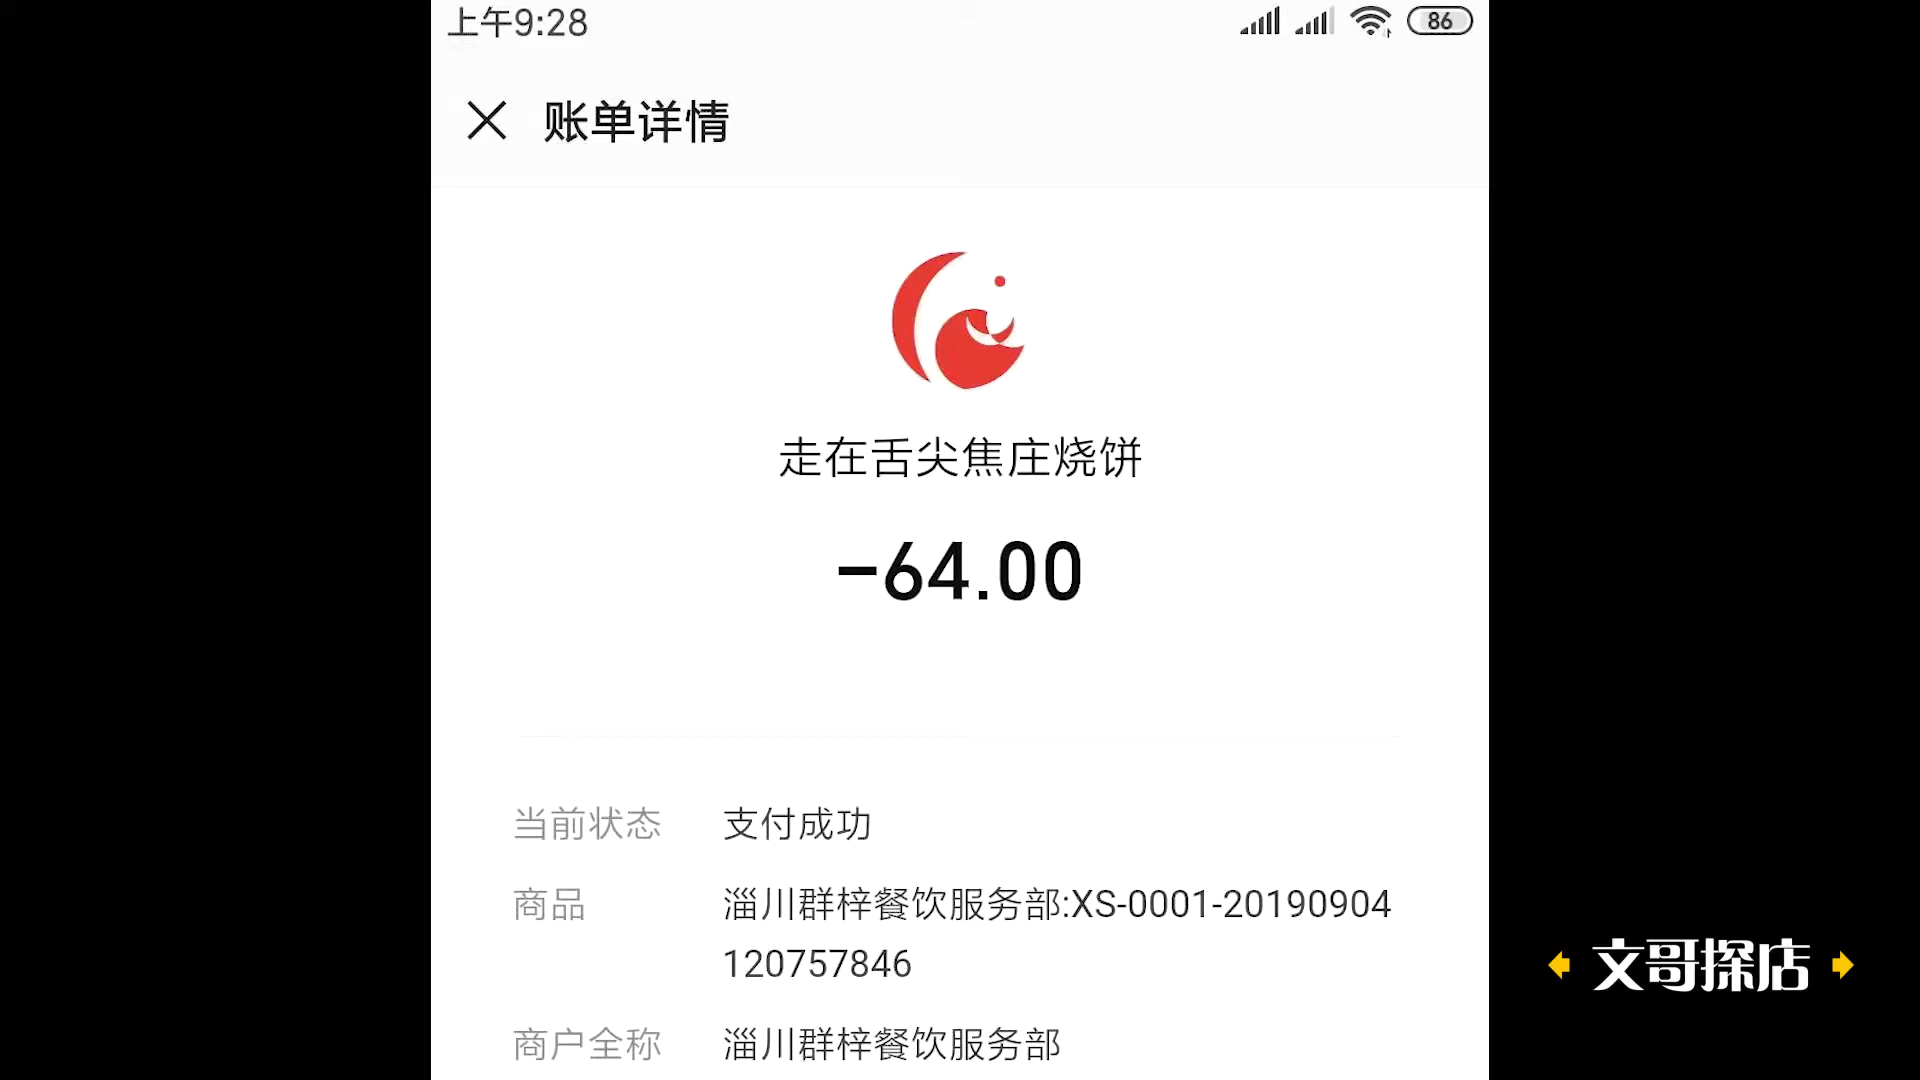 上午9:28
86
账单详情
走在舌尖焦庄烧饼
-64.00
当前状态 支付成功
商品 淄川群梓餐饮服务部:XS-0001-20190904
120757846
商户全称 淄川群梓餐饮服务部
文哥探店